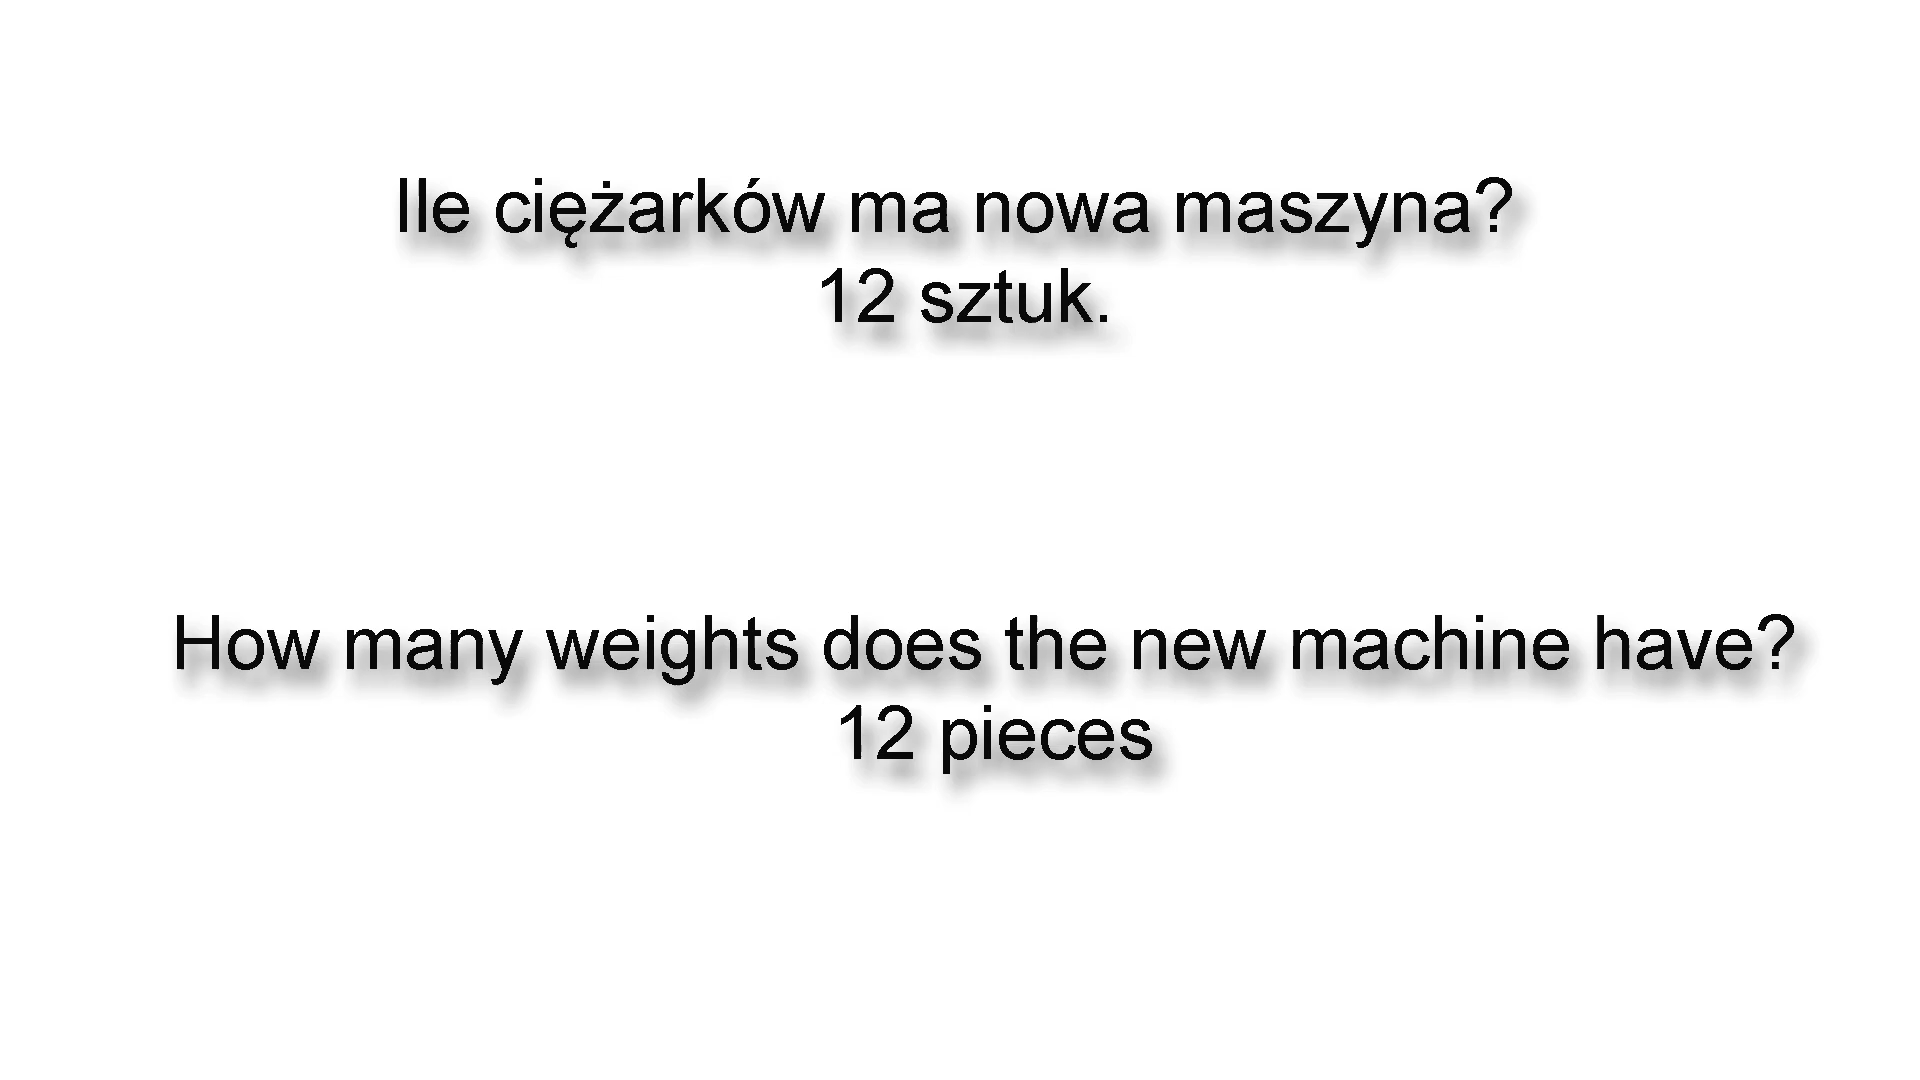 Ile ciężarków ma nowa maszyna?
12 sztuk.
How many weights does the new machine have?
12 pieces